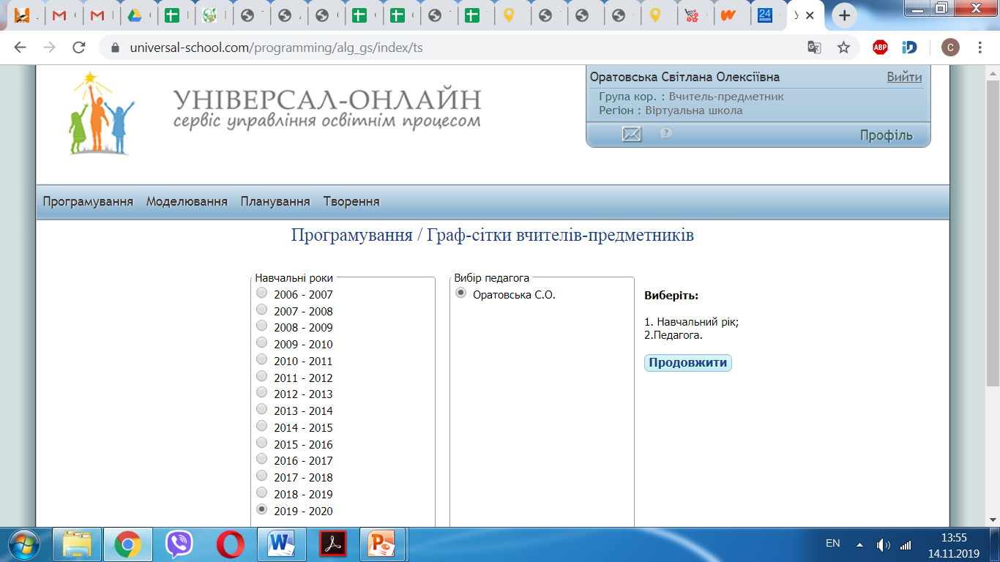 24
universal-school.com/programming/alg_gs/index/ts
ABP
C
УНІВЕРСАЛ-ОНЛАЙН
сервіс управління освітнім процесом
Оратовська Світлана Олексіївна Вийти
Група кор. : Вчитель-предметник
Регіон : Віртуальна школа
Профіль
Програмування Моделювання Планування Творення
Програмування / Граф-сітки вчителів-предметників
Навчальні роки
2006 - 2007
2007 - 2008
2008 - 2009
2009 - 2010
2010 - 2011
2011 - 2012
2012 - 2013
2013 - 2014
2014 - 2015
2015 - 2016
2016 - 2017
2017 - 2018
2018 - 2019
2019 - 2020
Вибір педагога
Оратовська С.О.
Виберіть:
1. Навчальний рік;
2.Педагога.
Продовжити
EN
13:55
14.11.2019